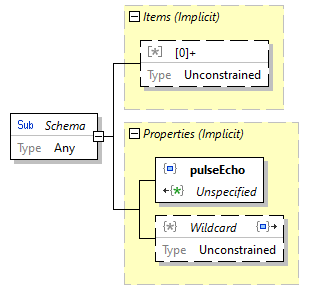 Items (Implicit)
[0]+
Type Unconstrained
Sub Schema
Type Any
Properties (Implicit)
pulseEcho
Unspecified
Wildcard
Type Unconstrained